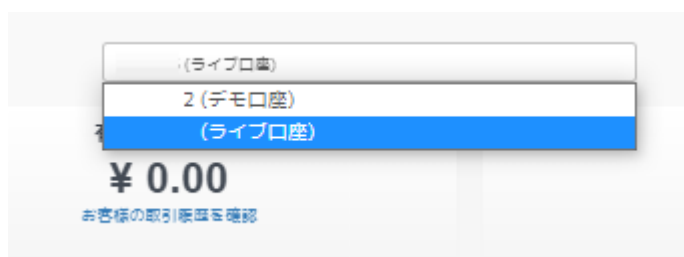 (ライブ口座)
2 (デモ口座)
(ライブ口座)
¥ 0.00
お客様の取引履歴を確認